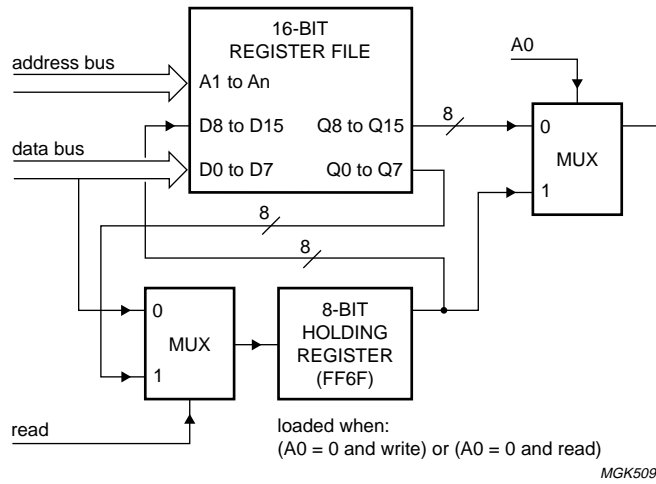 16-BIT
REGISTER FILE
A0
address bus
A1 to An
8
D8 to D15
Q8 to Q15
0
data bus
MUX
D0 to D7
Q0 to Q7
1
8
8
0
8-BIT
HOLDING
REGISTER
(FF6F)
MUX
1
read
loaded when:
(A0 = 0 and write) or (A0 = 0 and read)
MGK509